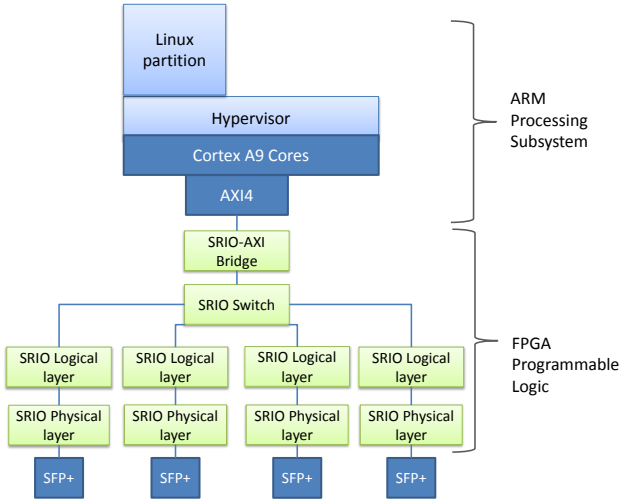 Linux
partition
Hypervisor
Cortex A9 Cores
AXI4
ARM
Processing
Subsystem
SRIO-AXI
Bridge
SRIO Switch
SRIO Logical
layer
SRIO Logical
layer
SRIO Logical
layer
SRIO Logical
layer
SRIO Physical
layer
SRIO Physical
layer
SRIO Physical
layer
SRIO Physical
layer
SFP+
SFP+
SFP+
SFP+
FPGA
Programmable
Logic